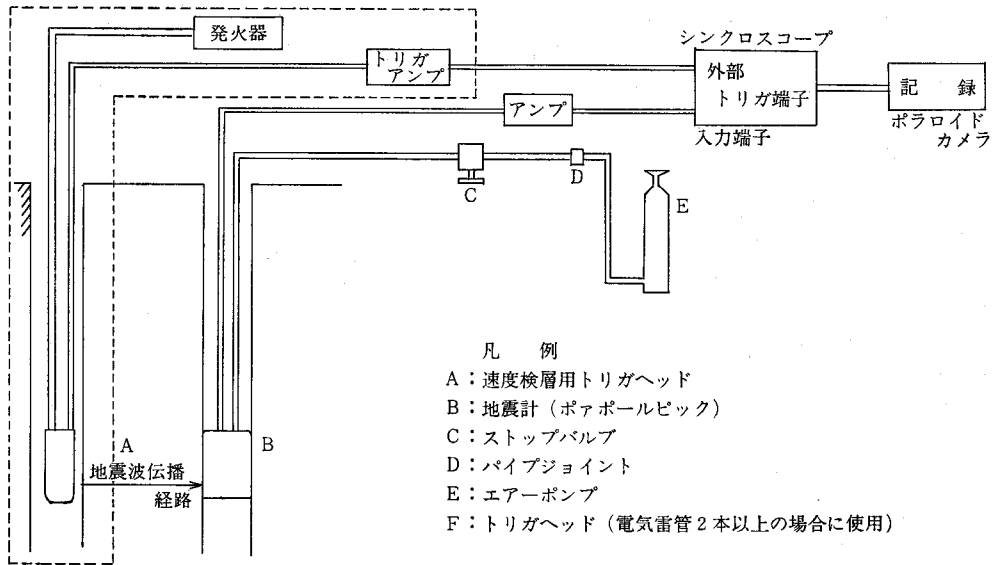 発火器
トリガ
アンプ
シンクロスコープ
外部
トリガ端子
入力端子
アンプ
記 録
ポラロイド
カメラ
C
D
E
A
地震波伝播
経路
B
凡 例
A：速度検層用トリガヘッド
B：地震計（ボァボールピック）
C：ストップバルブ
D：パイプジョイント
E：エアーポンプ
F：トリガヘッド（電気雷管2本以上の場合に使用）